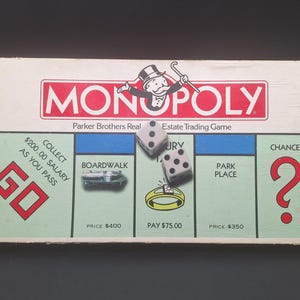 MONOPOLY
Parker Brothers Real Estate Trading Game
COLLECT
$200.00 SALARY
AS YOU PASS
GO
BOARDWALK
PRICE $400
URY
PAY $75.00
PARK
PLACE
PRICE $350
CHANCE
?